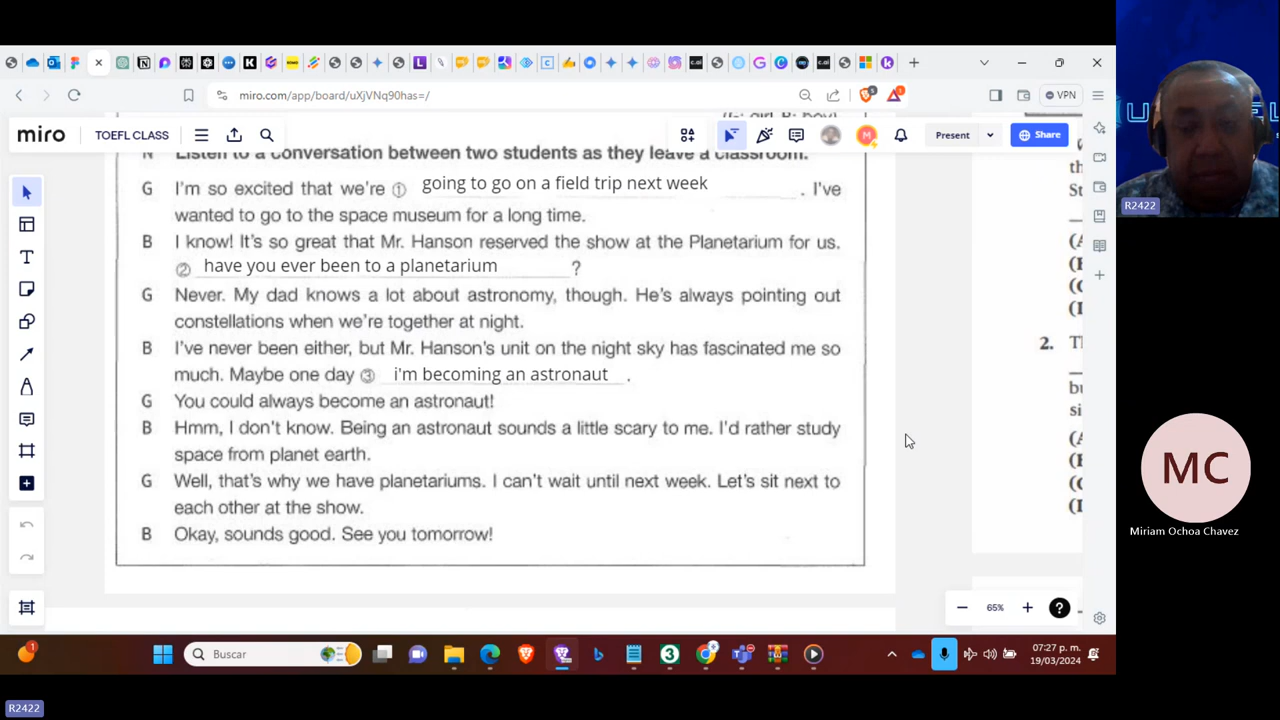 miro.com/app/board/uXjVNq90has=/
VPN
miro
TOEFL CLASS
Present
Share
N Listen to a conversation between two students as they leave a classroom.
G I'm so excited that we're ① going to go on a field trip next week . I've
wanted to go to the space museum for a long time.
B I know! It's so great that Mr. Hanson reserved the show at the Planetarium for us.
② have you ever been to a planetarium ?
G Never. My dad knows a lot about astronomy, though. He's always pointing out
constellations when we're together at night.
B I've never been either, but Mr. Hanson's unit on the night sky has fascinated me so
much. Maybe one day ③ i'm becoming an astronaut .
G You could always become an astronaut!
B Hmm, I don't know. Being an astronaut sounds a little scary to me. I'd rather study
space from planet earth.
G Well, that's why we have planetariums. I can't wait until next week. Let's sit next to
each other at the show.
B Okay, sounds good. See you tomorrow!
th
St
(A
(C
2.
bu
si
(A
(C
65%
R2422
MC
Miriam Ochoa Chavez
Buscar
07:27 p. m.
19/03/2024
R2422